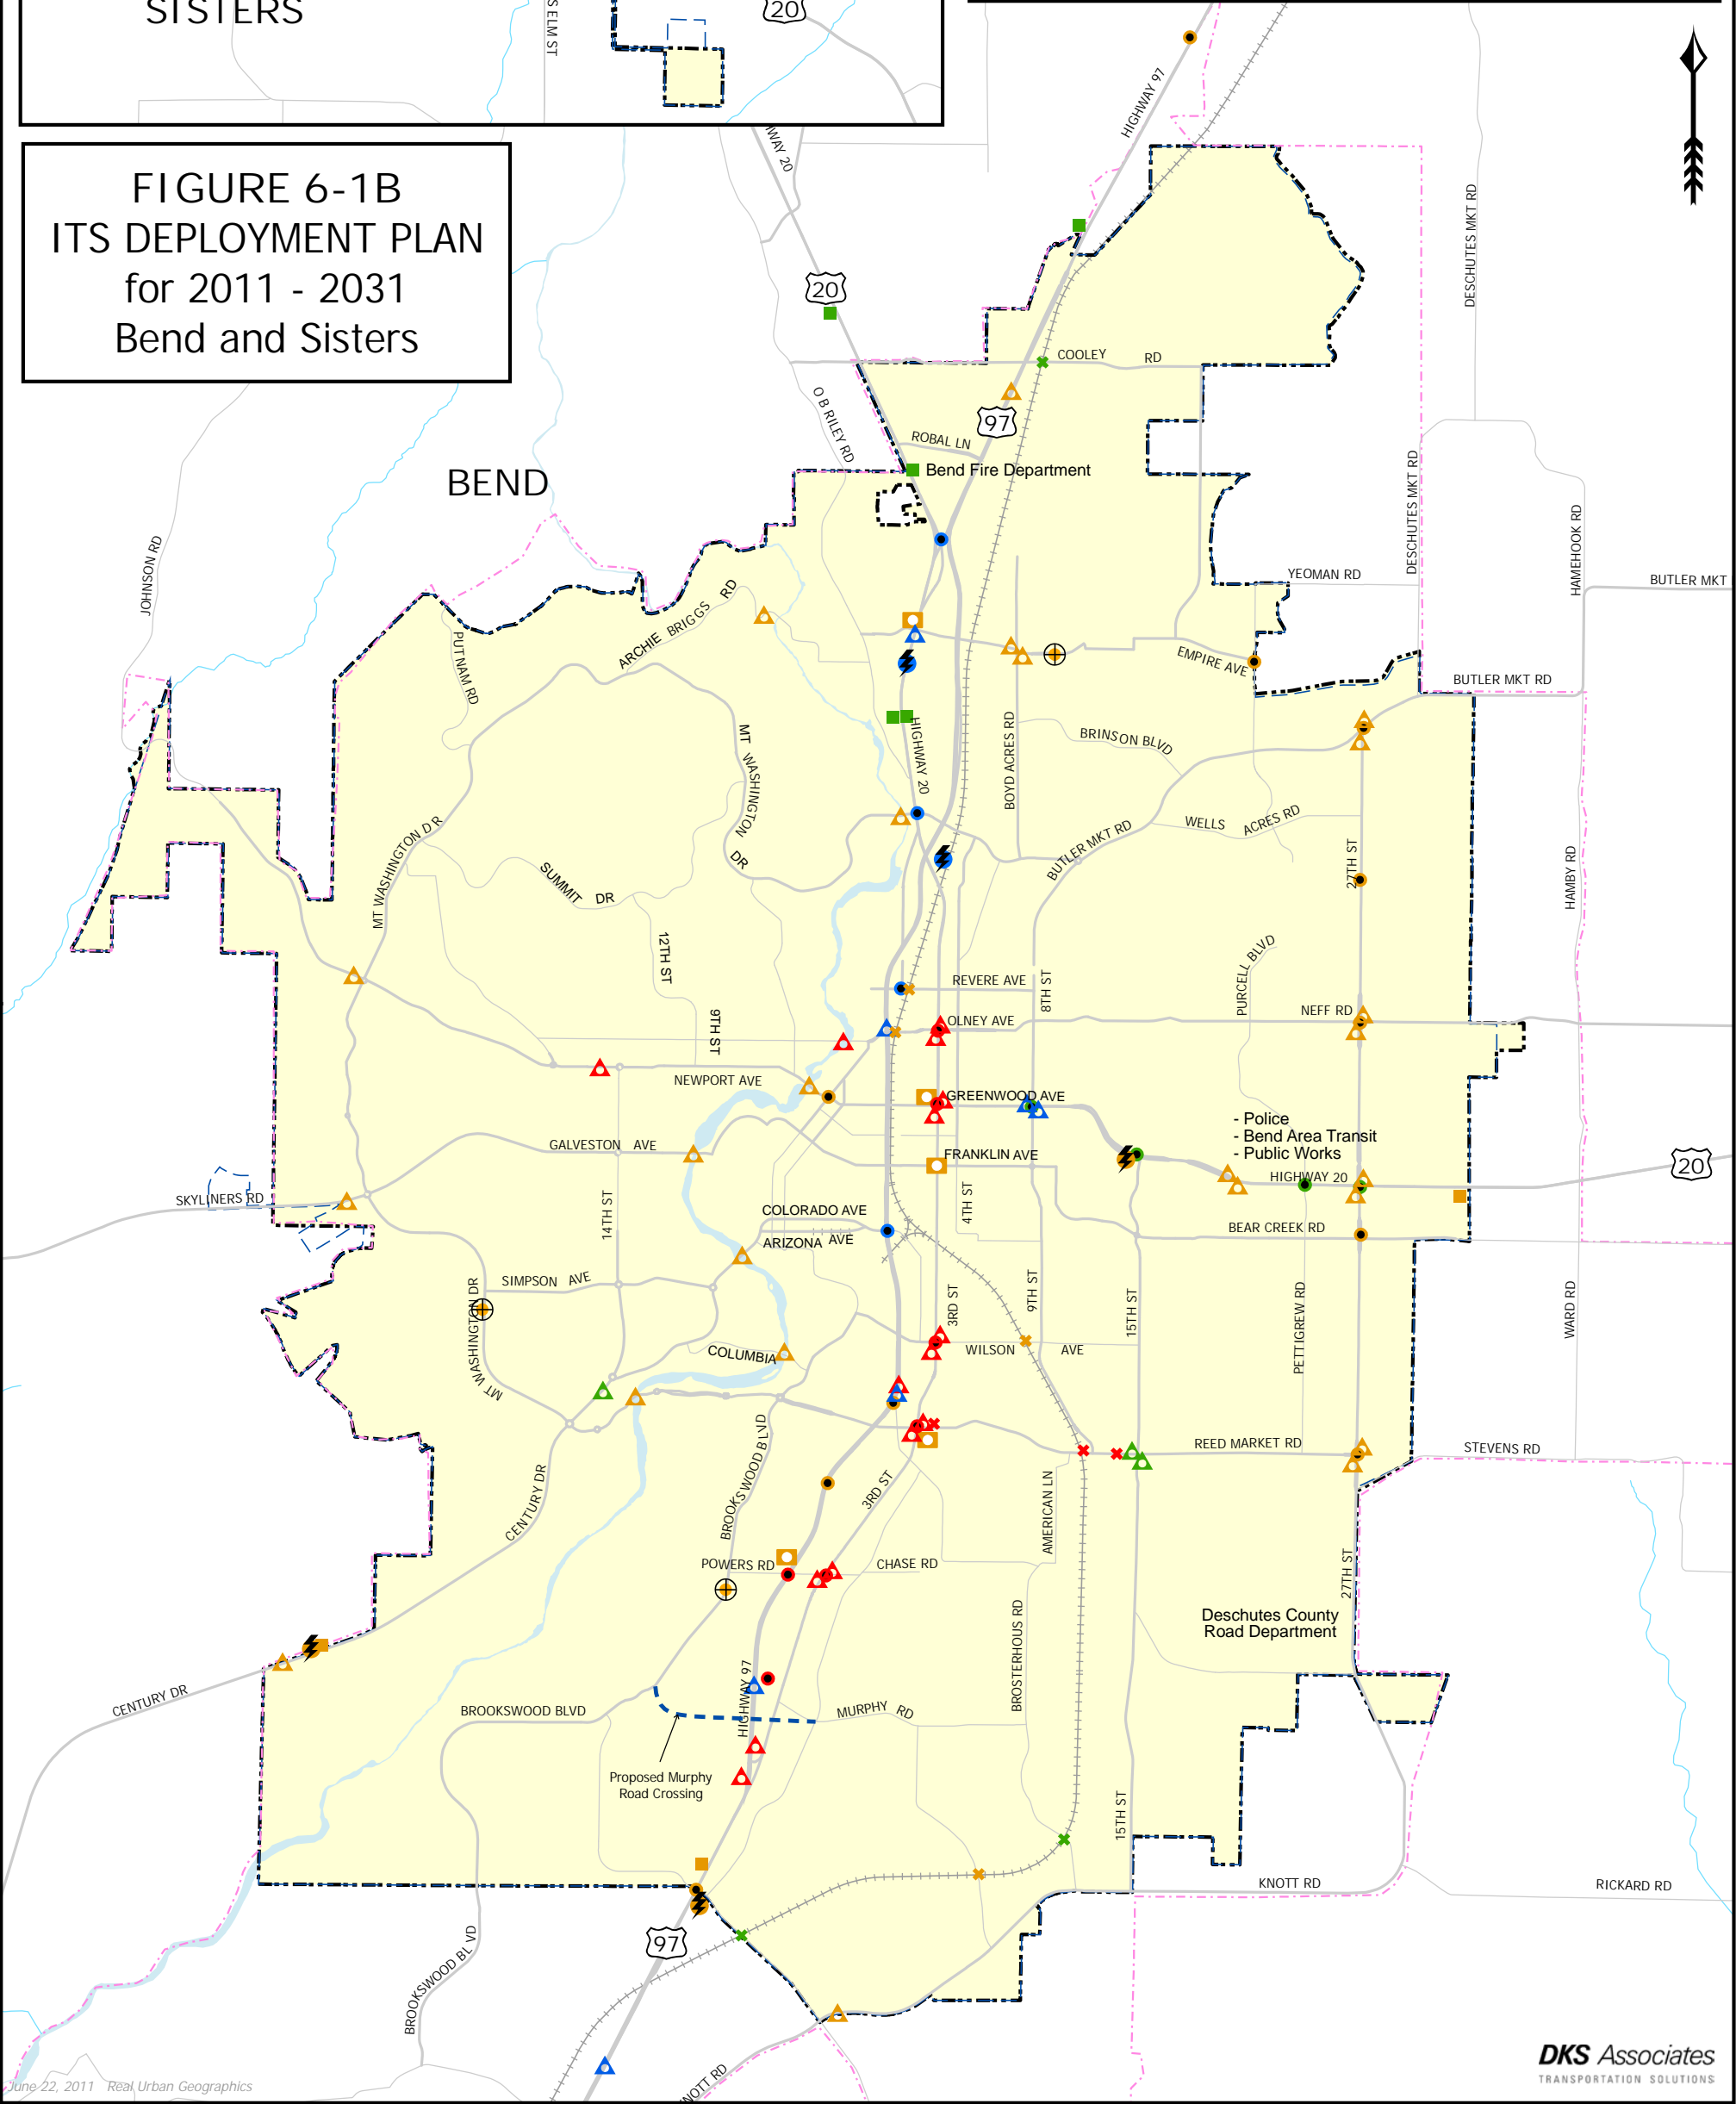 SISTERS
S ELM ST
20
HIGHWAY 97
FIGURE 6-1B
ITS DEPLOYMENT PLAN
for 2011 - 2031
Bend and Sisters
20
DESCHUTES MKT RD
COOLEY RD
O B RILEY RD
97
ROBAL LN
Bend Fire Department
BEND
DESCHUTES MKT RD
HAMEHOOK RD
JOHNSON RD
YEOMAN RD
BUTLER MKT
ARCHIE BRIGGS RD
PUTNAM RD
EMPIRE AVE
BUTLER MKT RD
HIGHWAY 20
BOYD ACRES RD
BRINSON BLVD
MT WASHINGTON DR
MT WASHINGTON DR
BUTLER MKT RD
WELLS ACRES RD
27TH ST
HAMBY RD
SUMMIT DR
12TH ST
PURCELL BLVD
REVERE AVE
8TH ST
9TH ST
OLNEY AVE
NEFF RD
NEWPORT AVE
GREENWOOD AVE
- Police
- Bend Area Transit
- Public Works
GALVESTON AVE
FRANKLIN AVE
HIGHWAY 20
20
SKYLINERS RD
14TH ST
COLORADO AVE
4TH ST
BEAR CREEK RD
ARIZONA AVE
SIMPSON AVE
MT WASHINGTON DR
3RD ST
9TH ST
15TH ST
PETTIGREW RD
WARD RD
COLUMBIA
WILSON AVE
REED MARKET RD
STEVENS RD
BROOKSWOOD BLVD
CENTURY DR
3RD ST
AMERICAN LN
POWERS RD
CHASE RD
27TH ST
BROSTERHOUS RD
Deschutes County
Road Department
CENTURY DR
BROOKSWOOD BLVD
HIGHWAY 97
MURPHY RD
Proposed Murphy
Road Crossing
15TH ST
KNOTT RD
RICKARD RD
97
BROOKSWOOD BLVD
DKS Associates
TRANSPORTATION SOLUTIONS
June 22, 2011 Real Urban Geographics